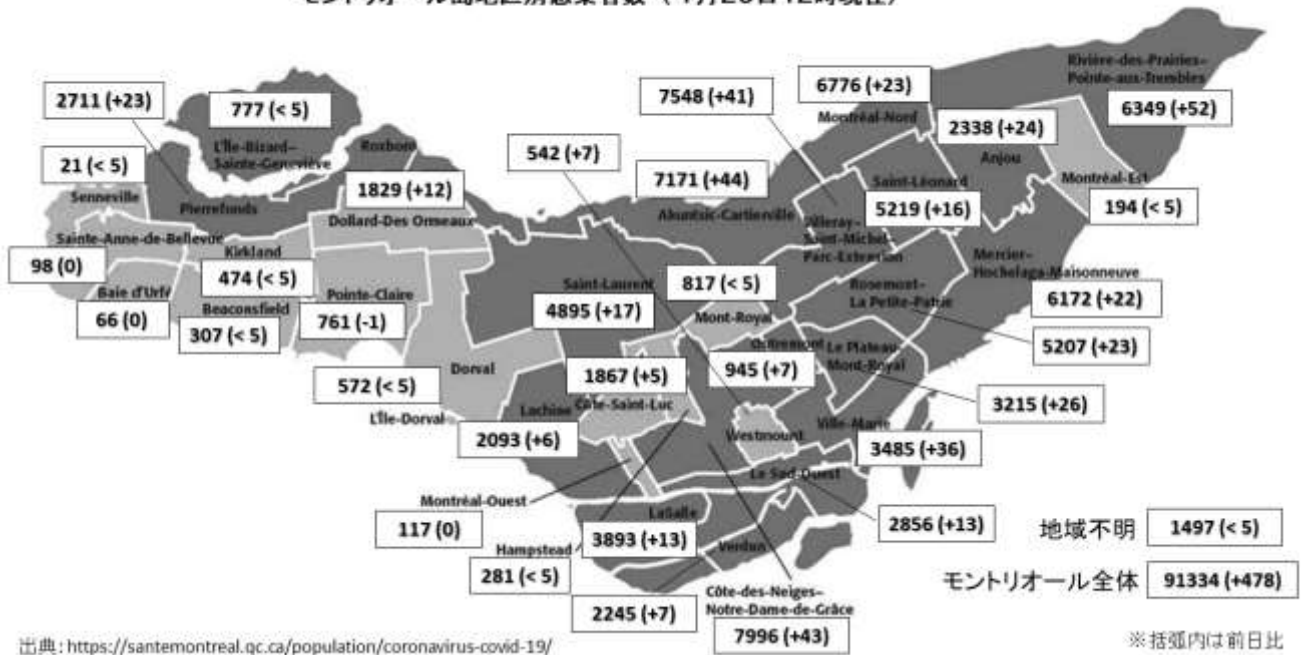 2711 (+23)
777 (< 5)
L'Île-Bizard–
Sainte-Geneviève
21 (< 5)
Senneville
Pierrefonds
Roxboro
1829 (+12)
Dollard-Des Ormeaux
Sainte-Anne-de-Bellevue
98 (0)
Kirkland
474 (< 5)
Baie d'Urfé
66 (0)
Beaconsfield
307 (< 5)
Pointe-Claire
761 (-1)
572 (< 5)
Dorval
L'Île-Dorval
542 (+7)
7548 (+41)
6776 (+23)
Montréal-Nord
Rivière-des-Prairies–
Pointe-aux-Trembles
6349 (+52)
2338 (+24)
Anjou
Montréal-Est
194 (< 5)
7171 (+44)
Ahuntsic-Cartierville
Saint-Léonard
5219 (+16)
Villeray–
Saint-Michel–
Parc-Extension
Mercier–
Hochelaga-Maisonneuve
6172 (+22)
Saint-Laurent
4895 (+17)
817 (< 5)
Mont-Royal
Rosemont–
La Petite-Patrie
5207 (+23)
Outremont
945 (+7)
Le Plateau
Mont-Royal
3215 (+26)
1867 (+5)
Côte-Saint-Luc
Lachine
2093 (+6)
Westmount
Ville-Marie
3485 (+36)
Le Sud-Ouest
2856 (+13)
Montréal-Ouest
117 (0)
LaSalle
3893 (+13)
Hampstead
281 (< 5)
Verdun
2245 (+7)
Côte-des-Neiges–
Notre-Dame-de-Grâce
7996 (+43)
地域不明 1497 (< 5)
モントリオール全体 91334 (+478)
出典: https://santemontreal.qc.ca/population/coronavirus-covid-19/
※括弧内は前日比